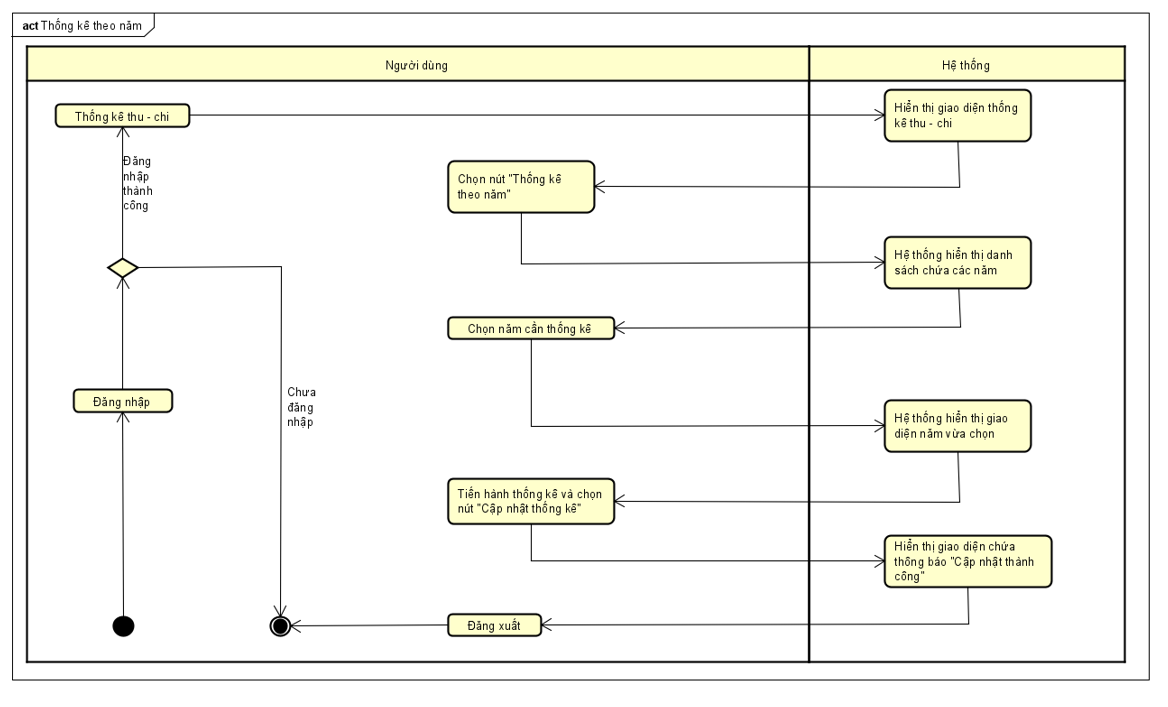 act Thống kê theo năm
Người dùng
Hệ thống
Thống kê thu - chi
Hiển thị giao diện thống
kê thu - chi
Đăng
nhập
thành
công
Chọn nút "Thống kê
theo năm"
Hệ thống hiển thị danh
sách chứa các năm
Chọn năm cần thống kê
Đăng nhập
Chưa
đăng
nhập
Hệ thống hiển thị giao
diện năm vừa chọn
Tiến hành thống kê và chọn
nút "Cập nhật thống kê"
Hiển thị giao diện chứa
thông báo "Cập nhật thành
công"
Đăng xuất